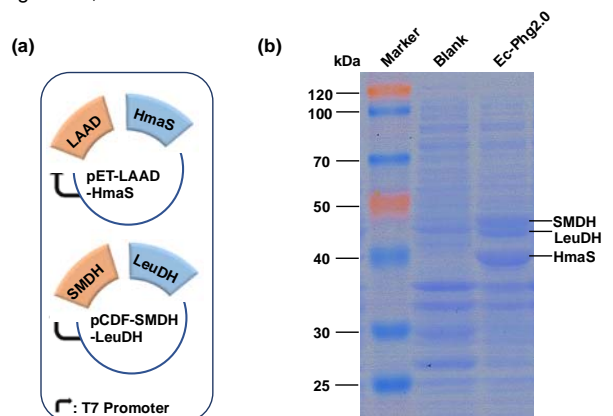 (a)
LAAD
HmaS
pET-LAAD
-HmaS
SMDH
LeuDH
pCDF-SMDH
-LeuDH
: T7 Promoter
(b)
kDa
Marker
Blank
Ec-Phg2.0
120
100
70
50
40
30
25
SMDH
LeuDH
HmaS